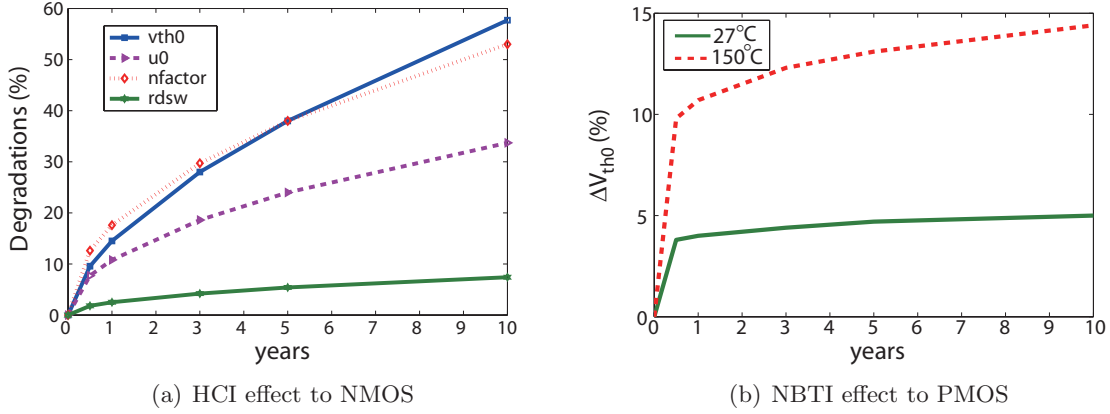 60
50
40
30
20
10
0
Degradations (%)
vth0
u0
nfactor
rdsw
0 1 2 3 4 5 6 7 8 9 10
years
(a) HCI effect to NMOS
15
10
5
0
ΔVth0 (%)
27°C
150°C
0 1 2 3 4 5 6 7 8 9 10
years
(b) NBTI effect to PMOS